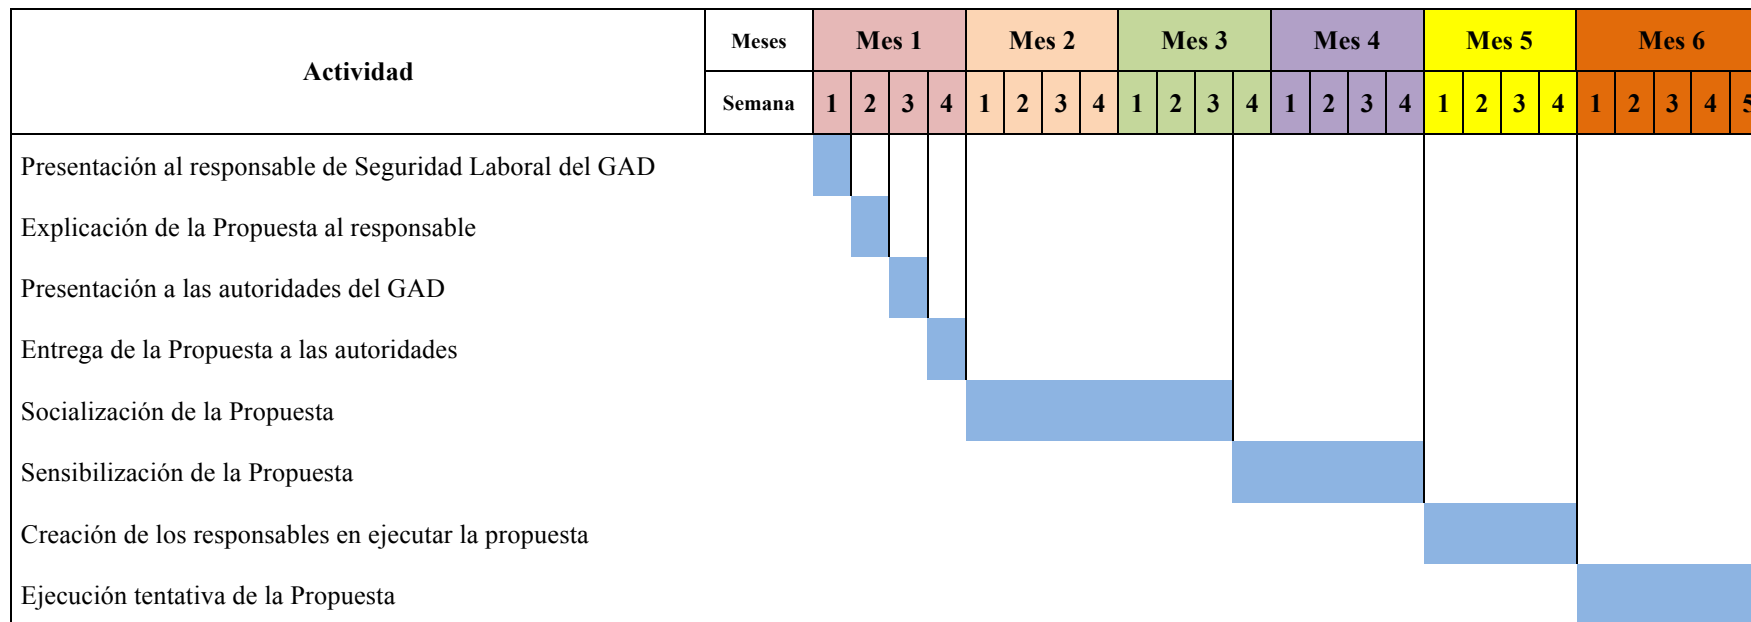 Actividad
Meses Mes 1 Mes 2 Mes 3 Mes 4 Mes 5 Mes 6
Semana 1 2 3 4 1 2 3 4 1 2 3 4 1 2 3 4 1 2 3 4 1 2 3 4 5
Presentación al responsable de Seguridad Laboral del GAD
Explicación de la Propuesta al responsable
Presentación a las autoridades del GAD
Entrega de la Propuesta a las autoridades
Socialización de la Propuesta
Sensibilización de la Propuesta
Creación de los responsables en ejecutar la propuesta
Ejecución tentativa de la Propuesta